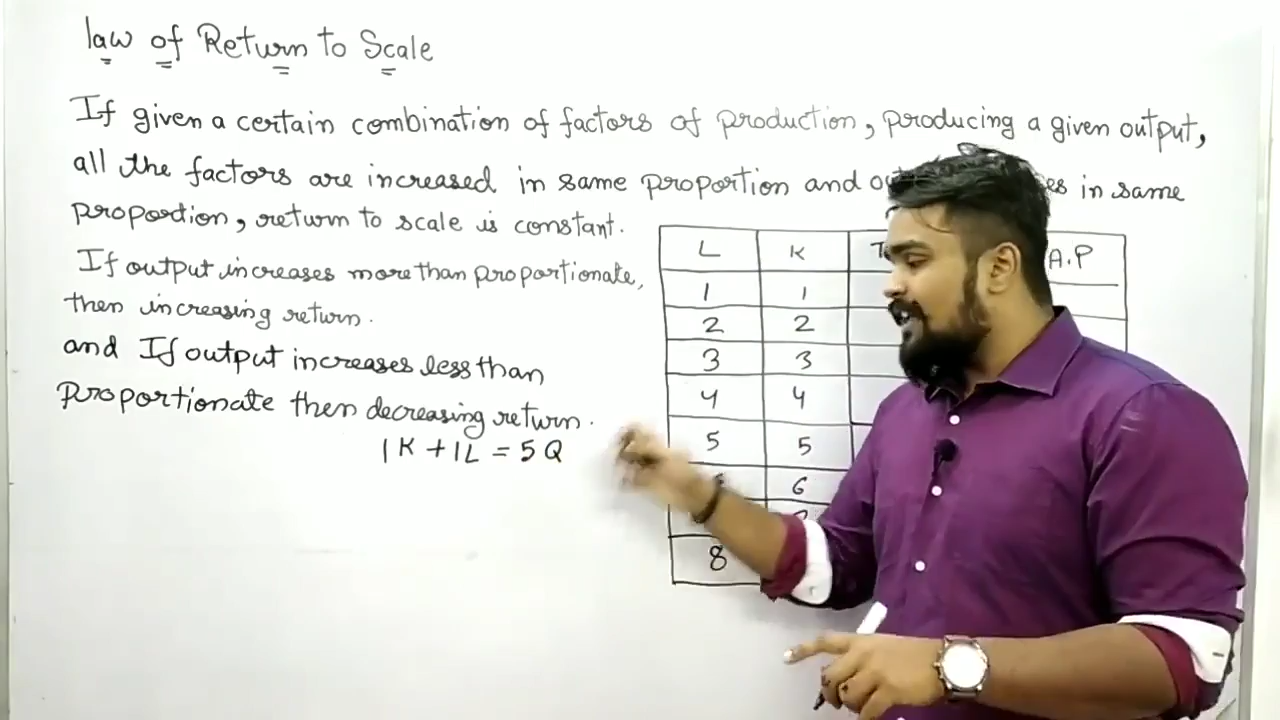 law of Return to Scale
If given a certain combination of factors of production, producing a given output,
all the factors are increased in same proportion and in same
proportion, return to scale is constant.
If output increases more than proportionate,
then increasing return.
and If output increases less than
Proportionate then decreasing return.
1K + 1L = 5Q
L K A.P
1 1
2 2
3 3
4 4
5 5
6
8